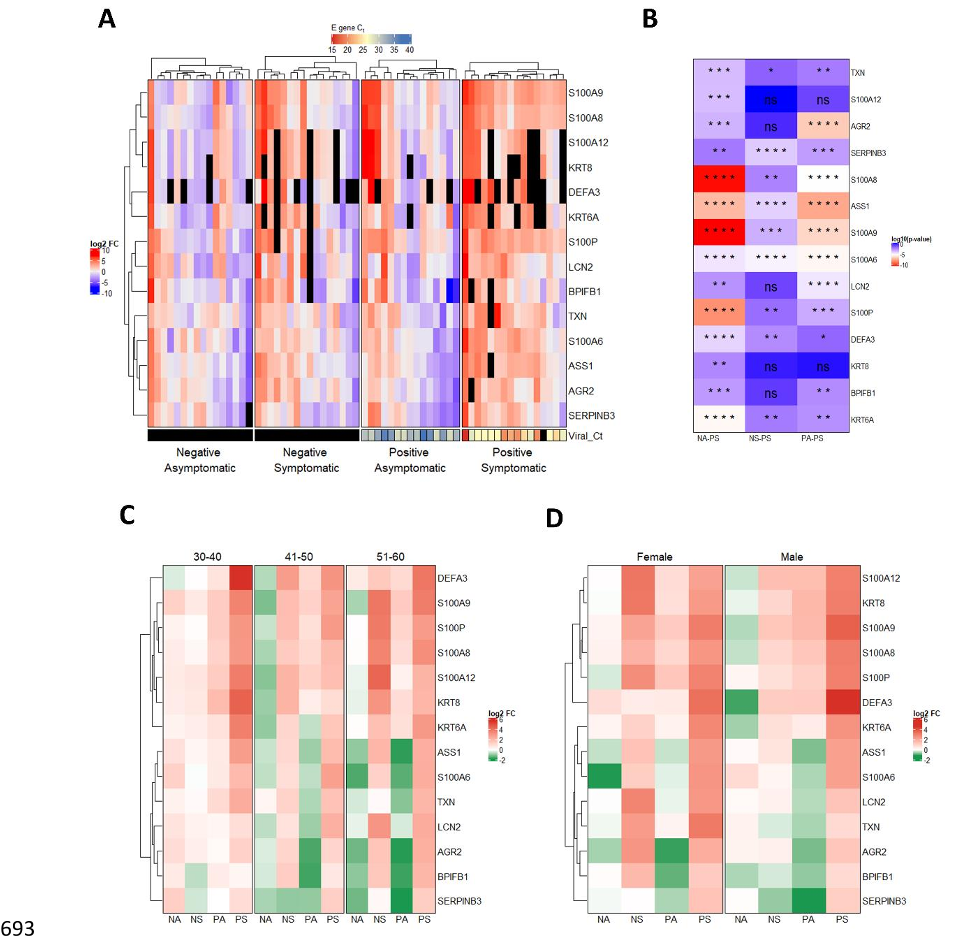 A
E gene Ct
15 20 25 30 35 40
S100A9
S100A8
S100A12
KRT8
DEFA3
KRT6A
S100P
LCN2
BPIFB1
TXN
S100A6
ASS1
AGR2
SERPINB3
Viral_Ct
log2 FC
10
5
0
-5
-10
Negative
Asymptomatic
Negative
Symptomatic
Positive
Asymptomatic
Positive
Symptomatic
B
*** * ** TXN
*** ns ns S100A12
*** ns **** AGR2
** **** *** SERPINB3
**** ** **** S100A8
**** **** **** ASS1
**** *** **** S100A9
**** **** **** S100A6
** ns **** LCN2
**** ** *** S100P
**** ** * DEFA3
** ns ns KRT8
*** ns ** BPIFB1
**** ** ** KRT6A
NA-PS NS-PS PA-PS
log10(p-value)
0
-5
-10
C
30-40 41-50 51-60
DEFA3
S100A9
S100P
S100A8
S100A12
KRT8
KRT6A
ASS1
S100A6
TXN
LCN2
AGR2
BPIFB1
SERPINB3
NA NS PA PS NA NS PA PS NA NS PA PS
log2 FC
6
4
2
0
-2
D
Female Male
S100A12
KRT8
S100A9
S100A8
S100P
DEFA3
KRT6A
ASS1
S100A6
LCN2
TXN
AGR2
BPIFB1
SERPINB3
NA NS PA PS NA NS PA PS
log2 FC
6
4
2
0
-2
693